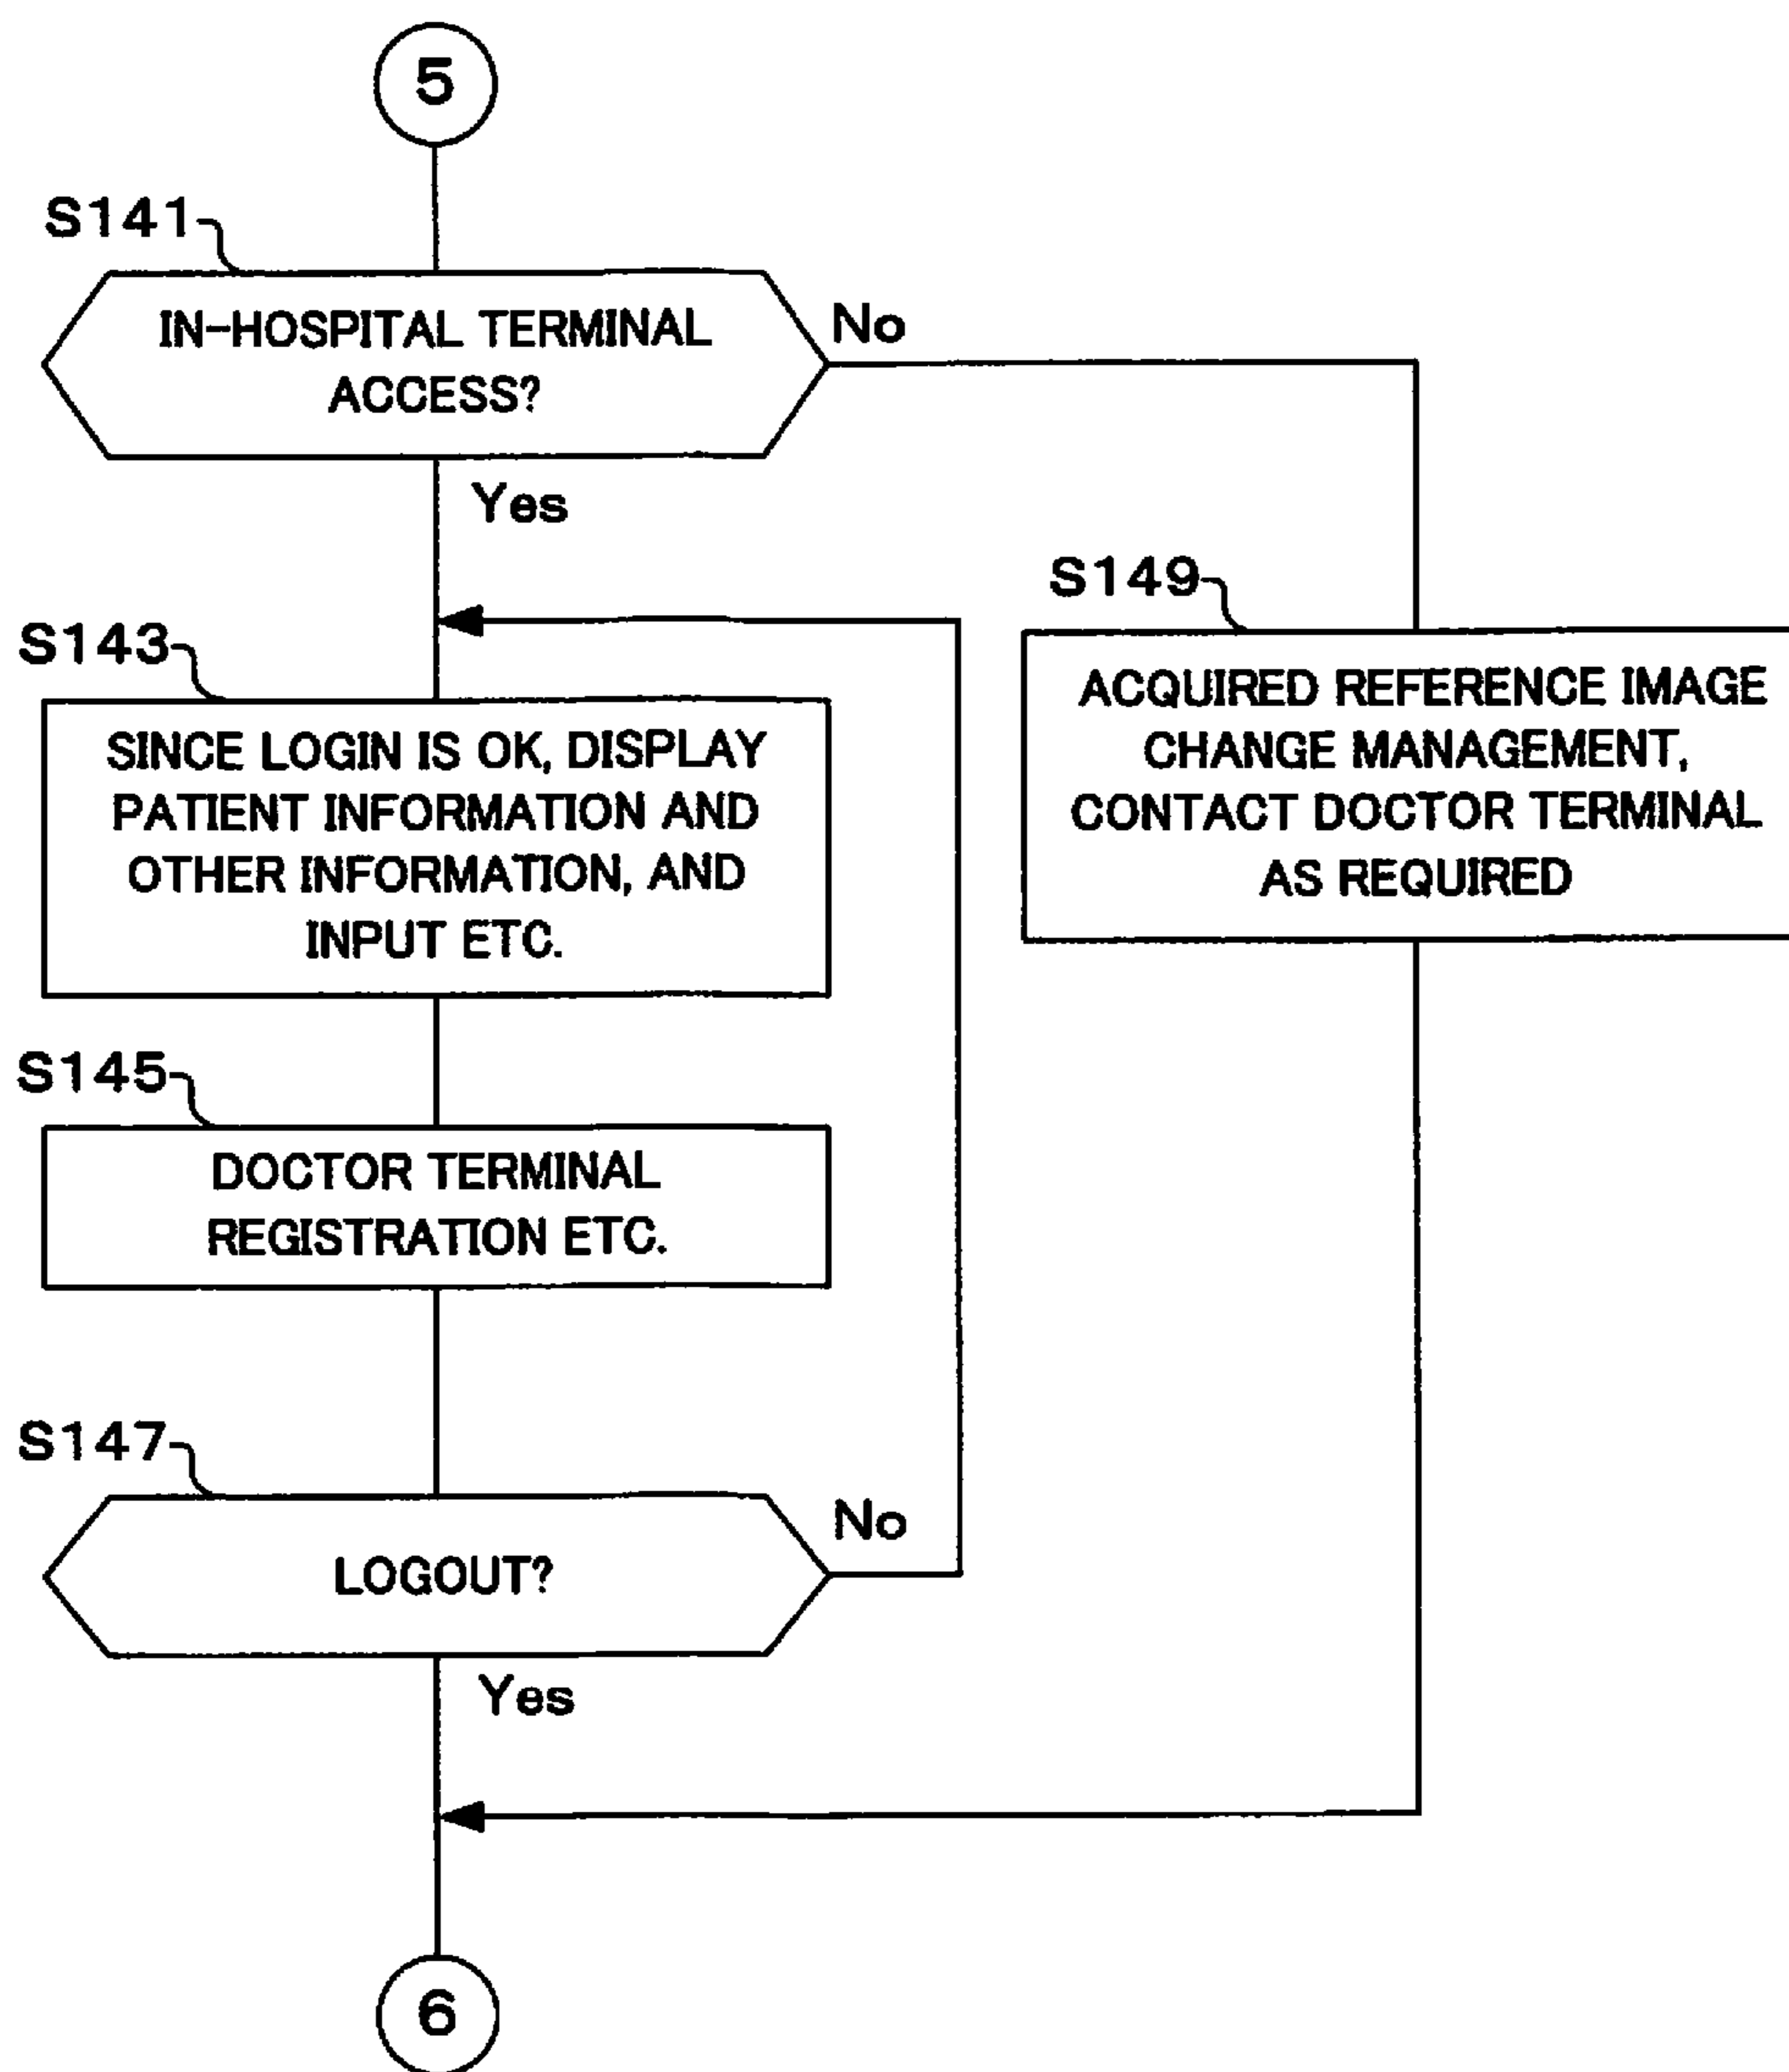 5
S141
IN-HOSPITAL TERMINAL
ACCESS?
No
Yes
S149
ACQUIRED REFERENCE IMAGE
CHANGE MANAGEMENT,
CONTACT DOCTOR TERMINAL
AS REQUIRED
S143
SINCE LOGIN IS OK, DISPLAY
PATIENT INFORMATION AND
OTHER INFORMATION, AND
INPUT ETC.
S145
DOCTOR TERMINAL
REGISTRATION ETC.
S147
LOGOUT?
No
Yes
6